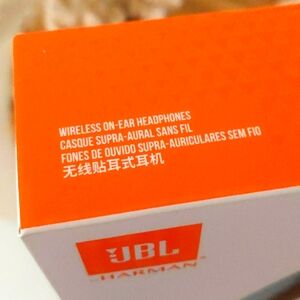 WIRELESS ON-EAR HEADPHONES
CASQUE SUPRA-AURAL SANS FIL
FONES DE OUVIDO SUPRA-AURICULARES SEM FIO
无线贴耳式耳机
JBL
HARMAN